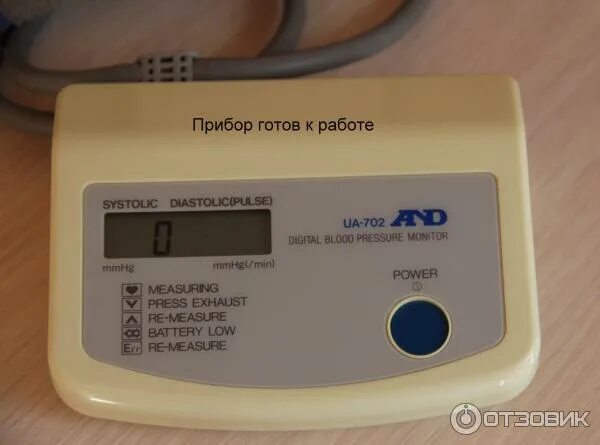 Прибор готов к работе
SYSTOLIC DIASTOLIC(PULSE)
0
mmHg mmHg(/min)
UA-702 AND
DIGITAL BLOOD PRESSURE MONITOR
POWER
MEASURING
PRESS EXHAUST
RE-MEASURE
BATTERY LOW
Err RE-MEASURE
ОТЗОВИК